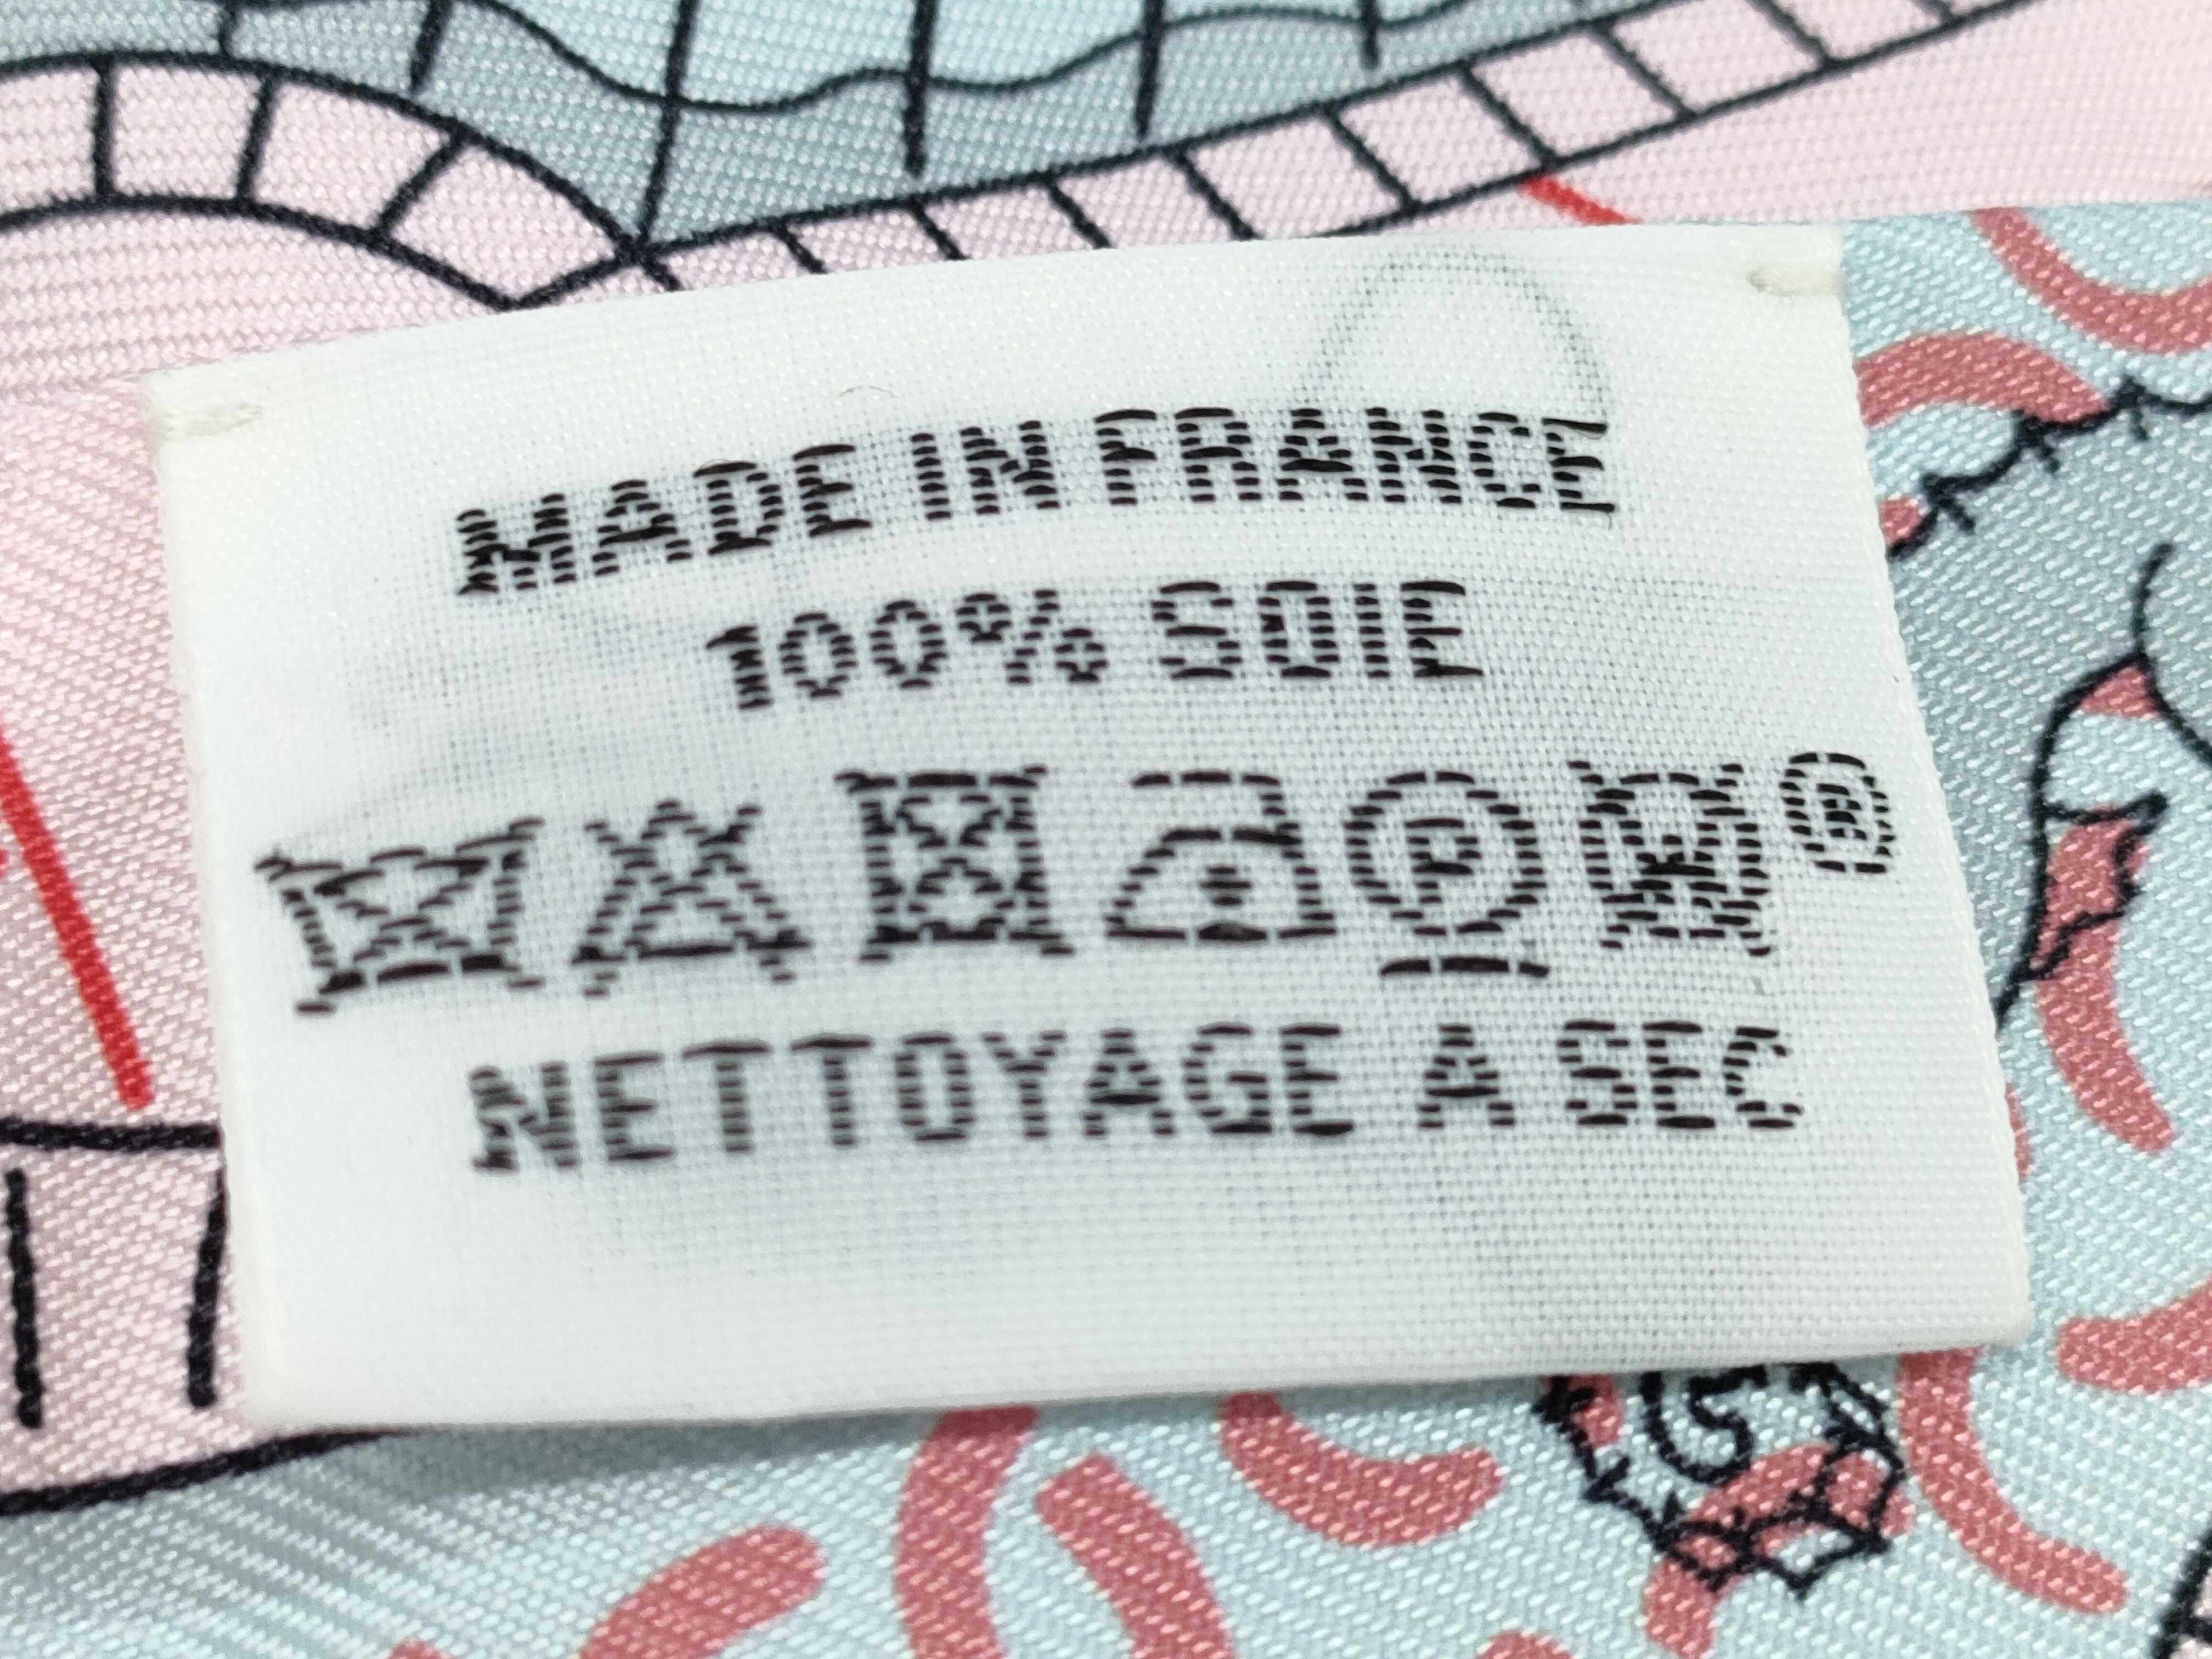 MADE IN FRANCE
100% SOIE
P W ®
NETTOYAGE A SEC